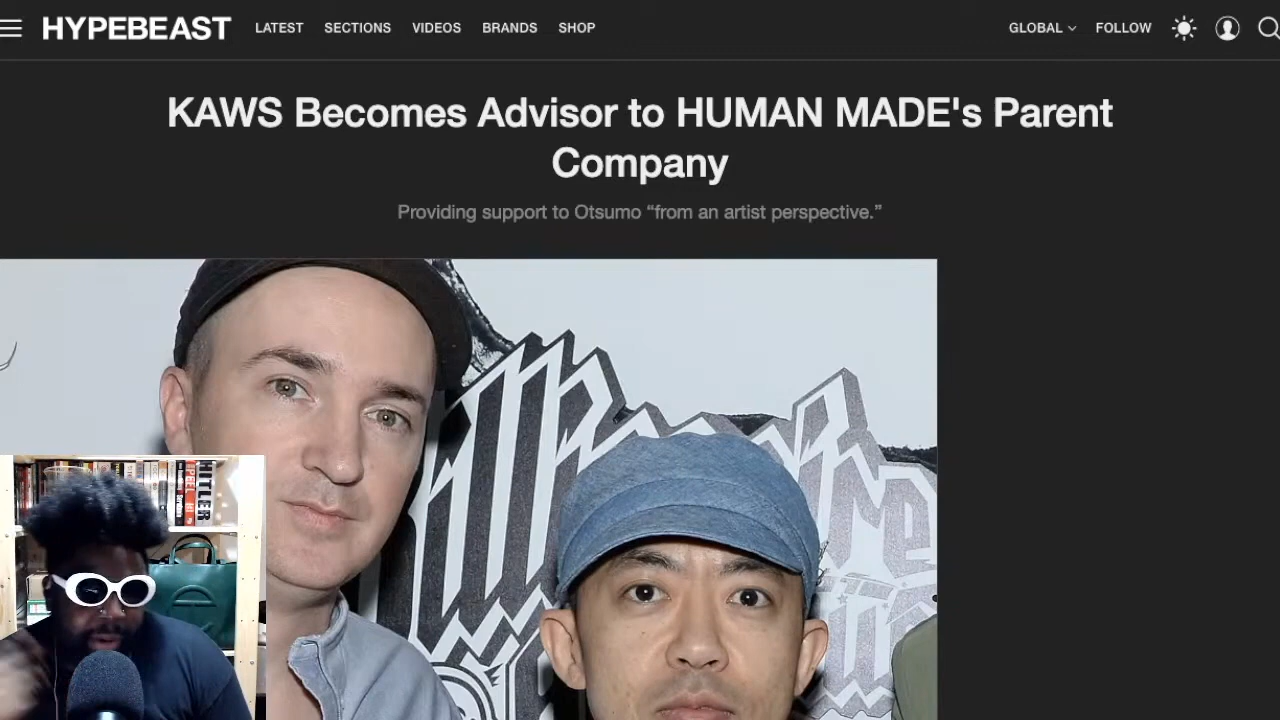 HYPEBEAST LATEST SECTIONS VIDEOS BRANDS SHOP GLOBAL FOLLOW
KAWS Becomes Advisor to HUMAN MADE's Parent
Company
Providing support to Otsumo “from an artist perspective.”
HITLER